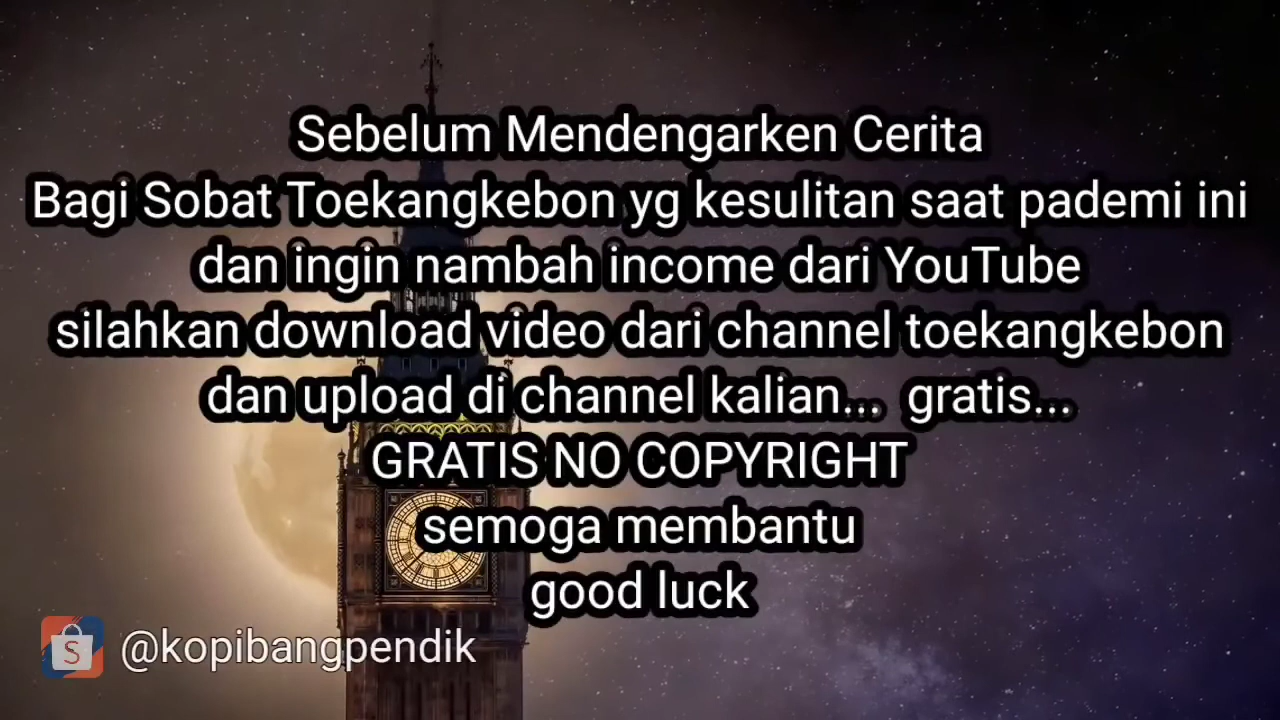 Sebelum Mendengarken Cerita
Bagi Sobat Toekangkebon yg kesulitan saat pademi ini
dan ingin nambah income dari YouTube
silahkan download video dari channel toekangkebon
dan upload di channel kalian... gratis...
GRATIS NO COPYRIGHT
semoga membantu
good luck
S @kopibangpendik